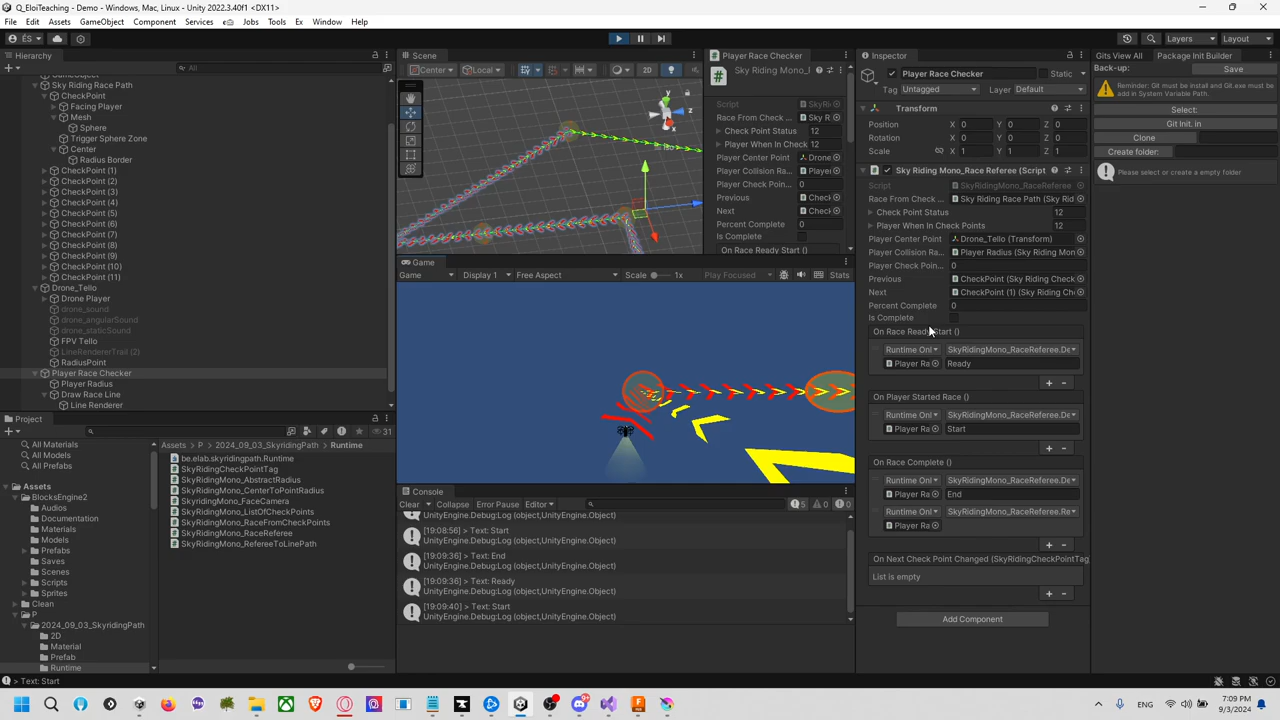 Q_EloiTeaching - Demo - Windows, Mac, Linux - Unity 2022.3.40f1 <DX11>
File Edit Assets GameObject Component Services Jobs Tools Ex Window Help
ÉS
Layers Layout
Hierarchy
All
GameObject
Sky Riding Race Path
CheckPoint
Facing Player
Mesh
Sphere
Trigger Sphere Zone
Center
Radius Border
CheckPoint (1)
CheckPoint (2)
CheckPoint (3)
CheckPoint (4)
CheckPoint (5)
CheckPoint (6)
CheckPoint (7)
CheckPoint (8)
CheckPoint (9)
CheckPoint (10)
CheckPoint (11)
Drone_Tello
Drone Player
drone_sound
drone_angularSound
drone_staticSound
FPV Tello
LineRendererTrail (2)
RadiusPoint
Player Race Checker
Player Radius
Draw Race Line
Line Renderer
Project
31
All Materials
All Models
All Prefabs
Assets
BlocksEngine2
Audios
Documentation
Materials
Models
Prefabs
Saves
Scenes
Scripts
Sprites
Clean
P
2024_09_03_SkyridingPath
2D
Material
Prefab
Runtime
Assets > P > 2024_09_03_SkyridingPath > Runtime
be.elab.skyridingpath.Runtime
SkyRidingCheckPointTag
SkyRidingMono_AbstractRadius
SkyRidingMono_CenterToPointRadius
SkyridingMono_FaceCamera
SkyRidingMono_ListOfCheckPoints
SkyRidingMono_RaceFromCheckPoints
SkyRidingMono_RaceReferee
SkyRidingMono_RefereeToLinePath
Scene
Center Local 2D
y
z
Iso
Game
Game Display 1 Free Aspect Scale 1x Play Focused Stats
Console
Clear Collapse Error Pause Editor 5 0 0
UnityEngine.Debug:Log (object,UnityEngine.Object)
[19:08:56] > Text: Start
UnityEngine.Debug:Log (object,UnityEngine.Object)
[19:09:36] > Text: End
UnityEngine.Debug:Log (object,UnityEngine.Object)
[19:09:36] > Text: Ready
UnityEngine.Debug:Log (object,UnityEngine.Object)
[19:09:40] > Text: Start
UnityEngine.Debug:Log (object,UnityEngine.Object)
Player Race Checker
Sky Riding Mono_
Script SkyRi
Race From Check Sky R
Check Point Status 12
Player When In Check 12
Player Center Point Drone
Player Collision Ra Player
Player Check Poin 0
Previous Check
Next Check
Percent Complete 0
Is Complete
On Race Ready Start ()
Inspector
Player Race Checker Static
Tag Untagged Layer Default
Transform
Position X 0 Y 0 Z 0
Rotation X 0 Y 0 Z 0
Scale X 1 Y 1 Z 1
Sky Riding Mono_Race Referee (Script
Script SkyRidingMono_RaceReferee
Race From Check Sky Riding Race Path (Sky Rid
Check Point Status 12
Player When In Check Points 12
Player Center Point Drone_Tello (Transform)
Player Collision Ra... Player Radius (Sky Riding Mon
Player Check Poin... 0
Previous CheckPoint (Sky Riding Check
Next CheckPoint (1) (Sky Riding Ch
Percent Complete 0
Is Complete
On Race Ready Start ()
Runtime Onl SkyRidingMono_RaceReferee.De
Player Ra Ready
On Player Started Race ()
Runtime Onl SkyRidingMono_RaceReferee.De
Player Ra Start
On Race Complete ()
Runtime Onl SkyRidingMono_RaceReferee.De
Player Ra End
Runtime Onl SkyRidingMono_RaceReferee.Re
Player Ra
On Next Check Point Changed (SkyRidingCheckPointTag
List is empty
Add Component
Gits View All Package Init Builder
Back-up: Save
Reminder: Git must be install and Git.exe must be add in System Variable Path.
Select:
Git Init. in
Clone
Create folder:
Please select or create a empty folder
> Text: Start
ENG
7:09 PM
9/3/2024